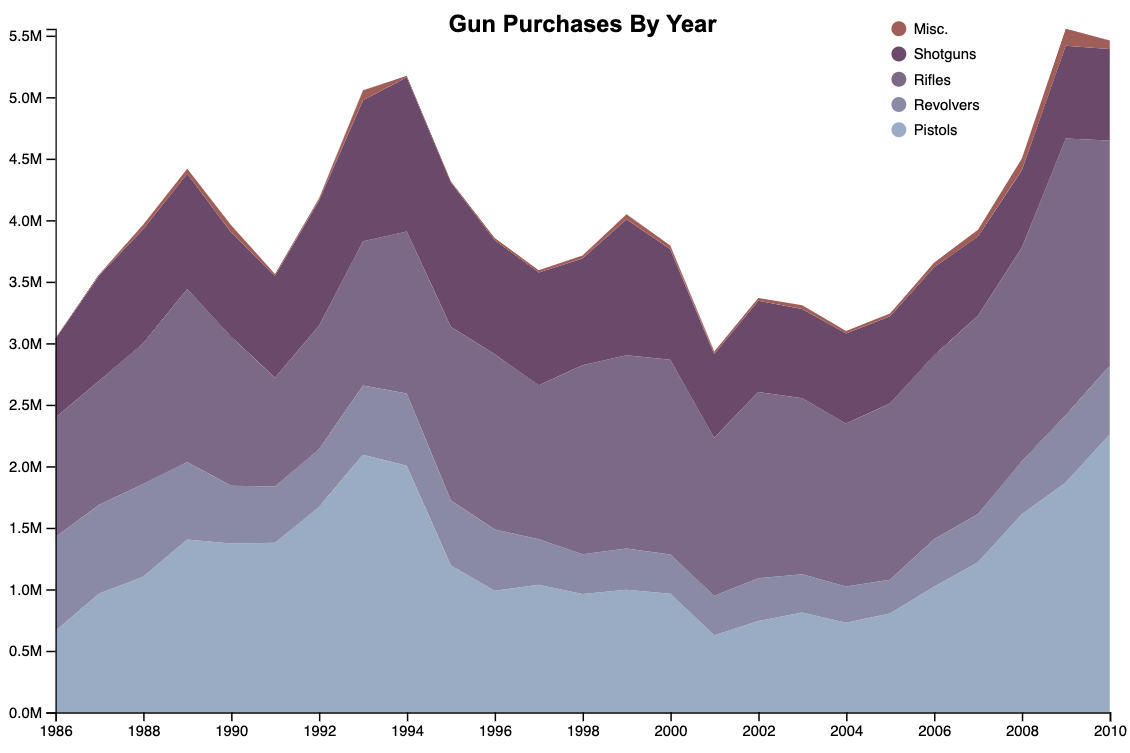 Gun Purchases By Year
Misc.
Shotguns
Rifles
Revolvers
Pistols
5.5M
5.0M
4.5M
4.0M
3.5M
3.0M
2.5M
2.0M
1.5M
1.0M
0.5M
0.0M
1986 1988 1990 1992 1994 1996 1998 2000 2002 2004 2006 2008 2010